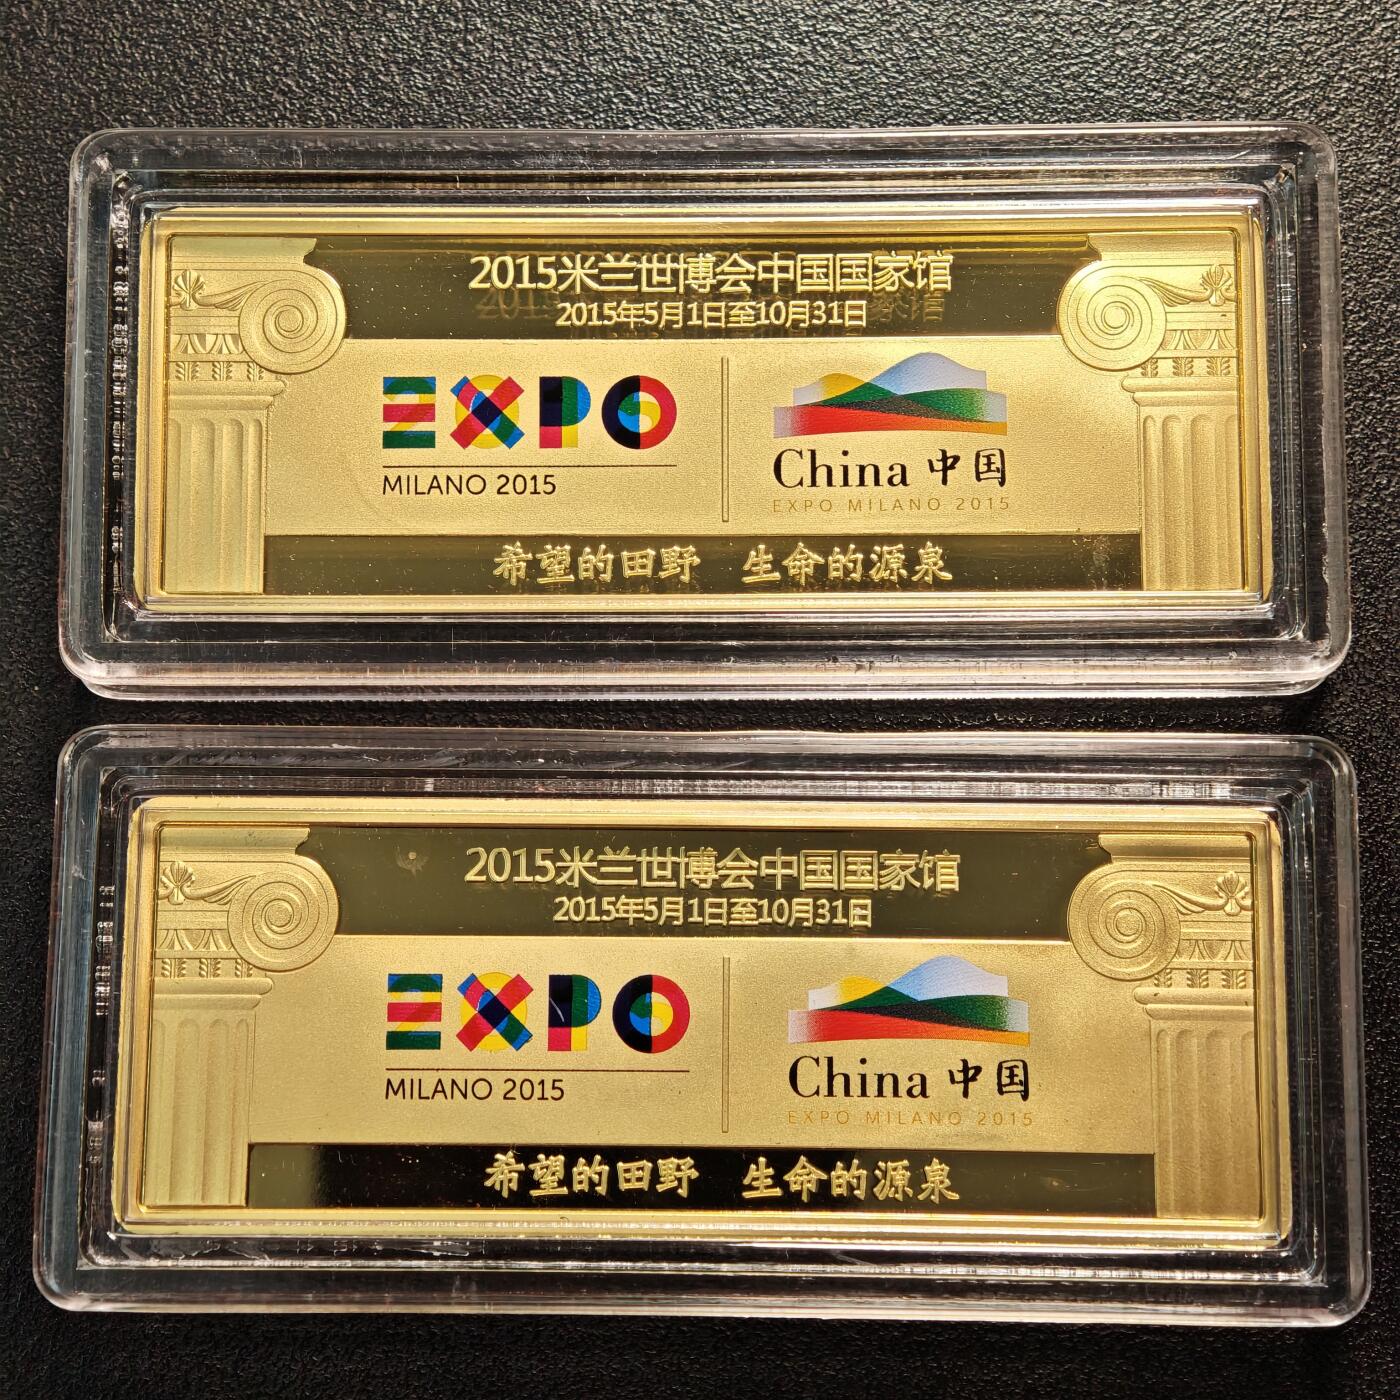 2015米兰世博会中国国家馆
2015年5月1日至10月31日
EXPO
MILANO 2015
China 中国
EXPO MILANO 2015
希望的田野 生命的源泉
2015米兰世博会中国国家馆
2015年5月1日至10月31日
EXPO
MILANO 2015
China 中国
EXPO MILANO 2015
希望的田野 生命的源泉